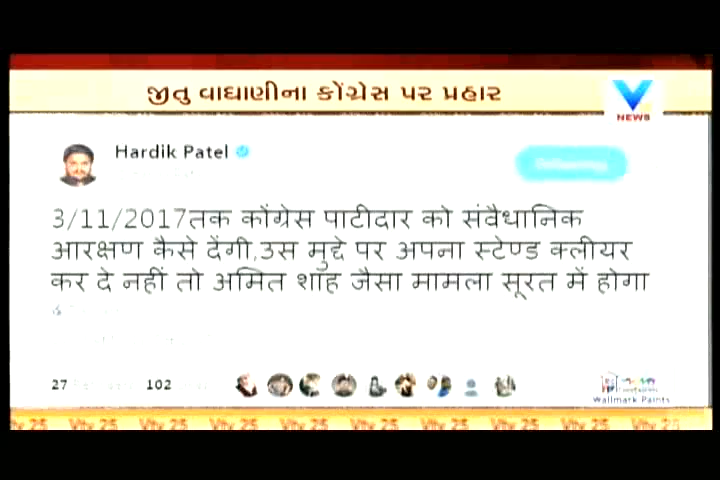 જીતુ વાઘાણીના કોંગ્રેસ પર પ્રહાર
V
NEWS
Hardik Patel
3/11/2017तक कोंग्रेस पाटीदार को संवैधानिक
आरक्षण कैसे देंगी,उस मुद्दे पर अपना स्टेण्ड क्लीयर
कर दे नहीं तो अमित शाह जैसा मामला सूरत में होगा
27 102
Wallmark Paints